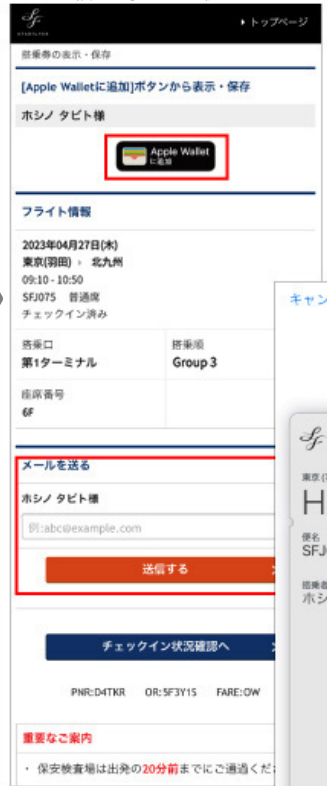 STARFLYER
▶ トップページ
搭乗券の表示・保存
[Apple Walletに追加]ボタンから表示・保存
ホシノ タビト様
Apple Wallet
に追加
フライト情報
2023年04月27日(木)
東京(羽田) › 北九州
09:10 - 10:50
SFJ075 普通席
チェックイン済み
搭乗口
第1ターミナル
搭乗順
Group 3
座席番号
6F
メールを送る
ホシノ タビト様
例:abc@example.com
送信する
チェックイン状況確認へ
PNR:D4TKR OR:5F3Y1S FARE:OW
重要なご案内
・ 保安検査場は出発の20分前までにご通過くだ
キャン
東京(
H
便名
SFJ
搭乗者
ホシ